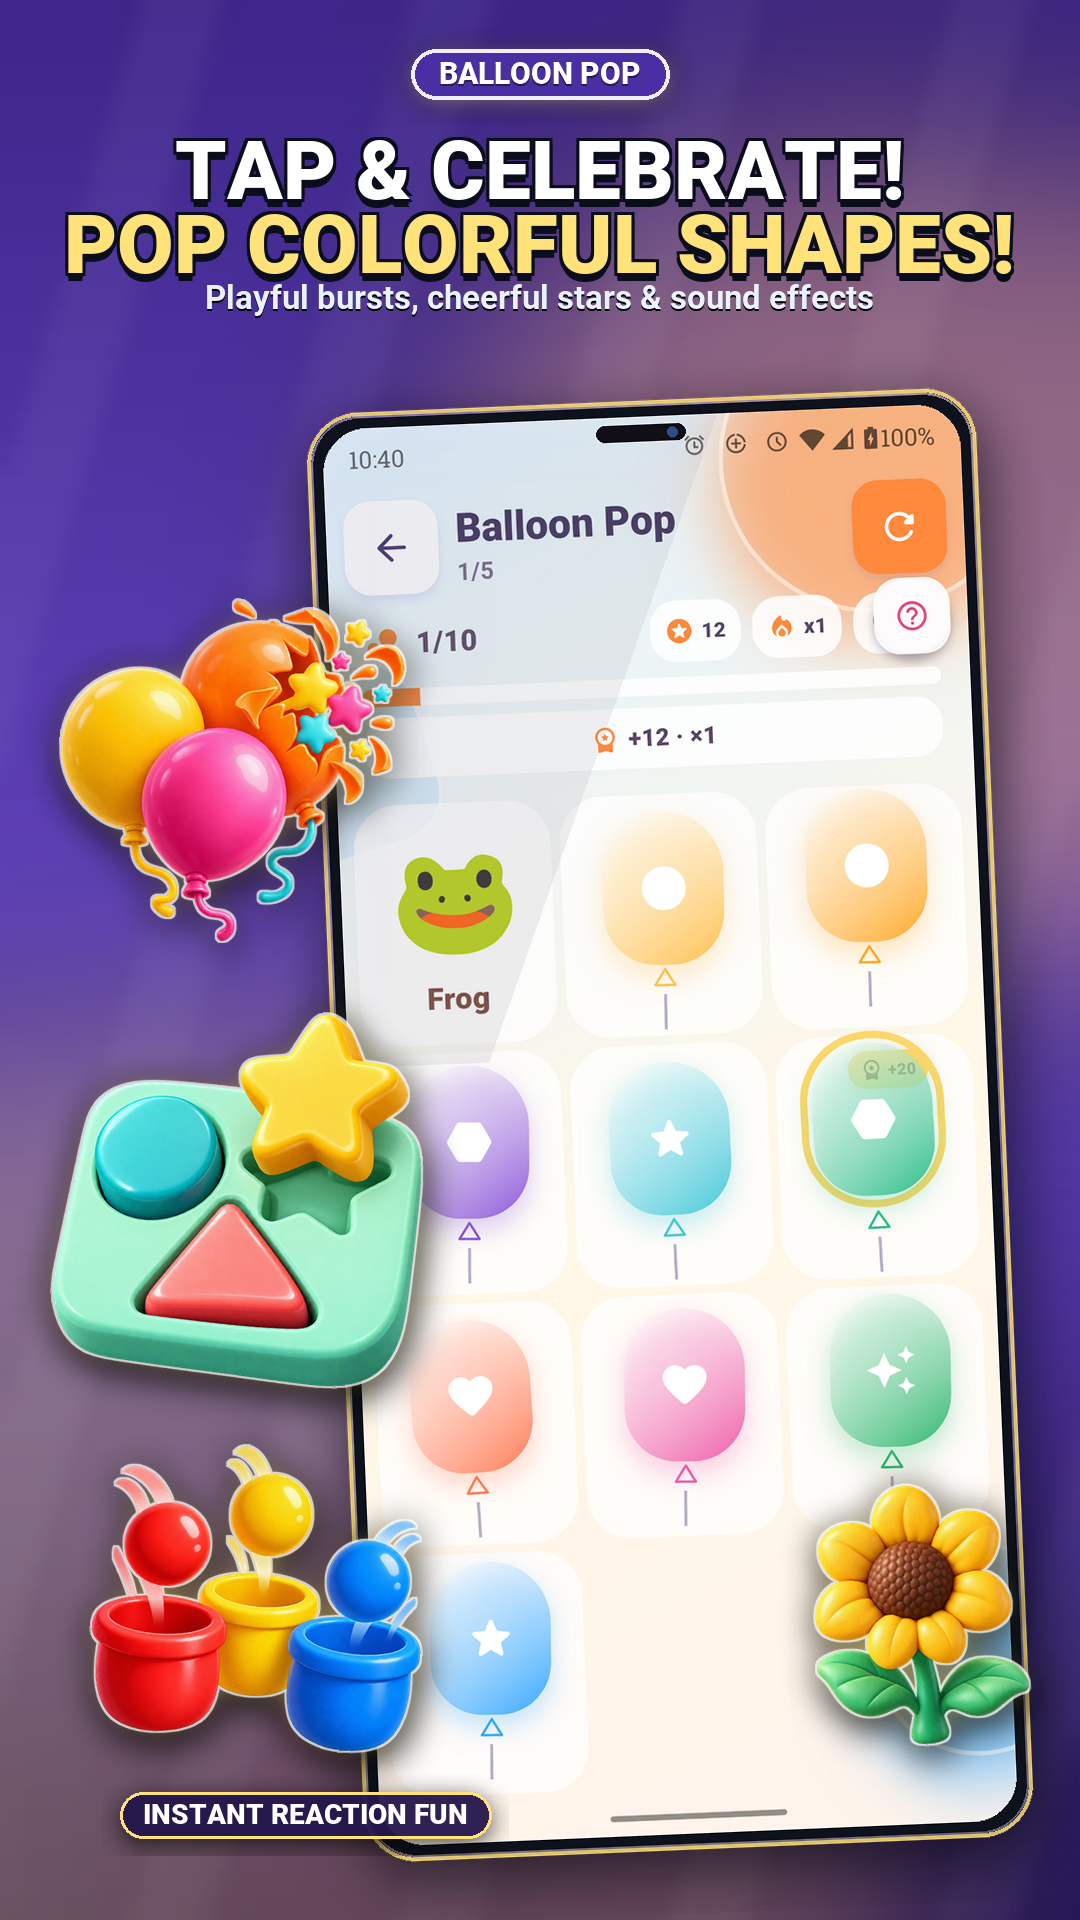 BALLOON POP
TAP & CELEBRATE!
POP COLORFUL SHAPES!
Playful bursts, cheerful stars & sound effects
10:40
100%
Balloon Pop
1/5
1/10
12
x1
+12 · ×1
Frog
+20
INSTANT REACTION FUN